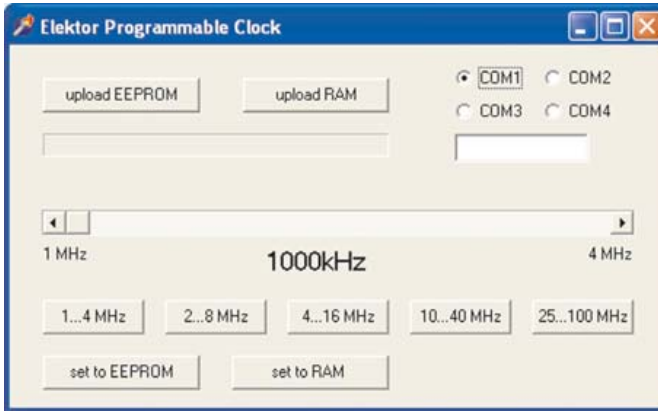 Elektor Programmable Clock
upload EEPROM upload RAM COM1 COM2
COM3 COM4
1 MHz 1000kHz 4 MHz
1...4 MHz 2...8 MHz 4...16 MHz 10...40 MHz 25...100 MHz
set to EEPROM set to RAM